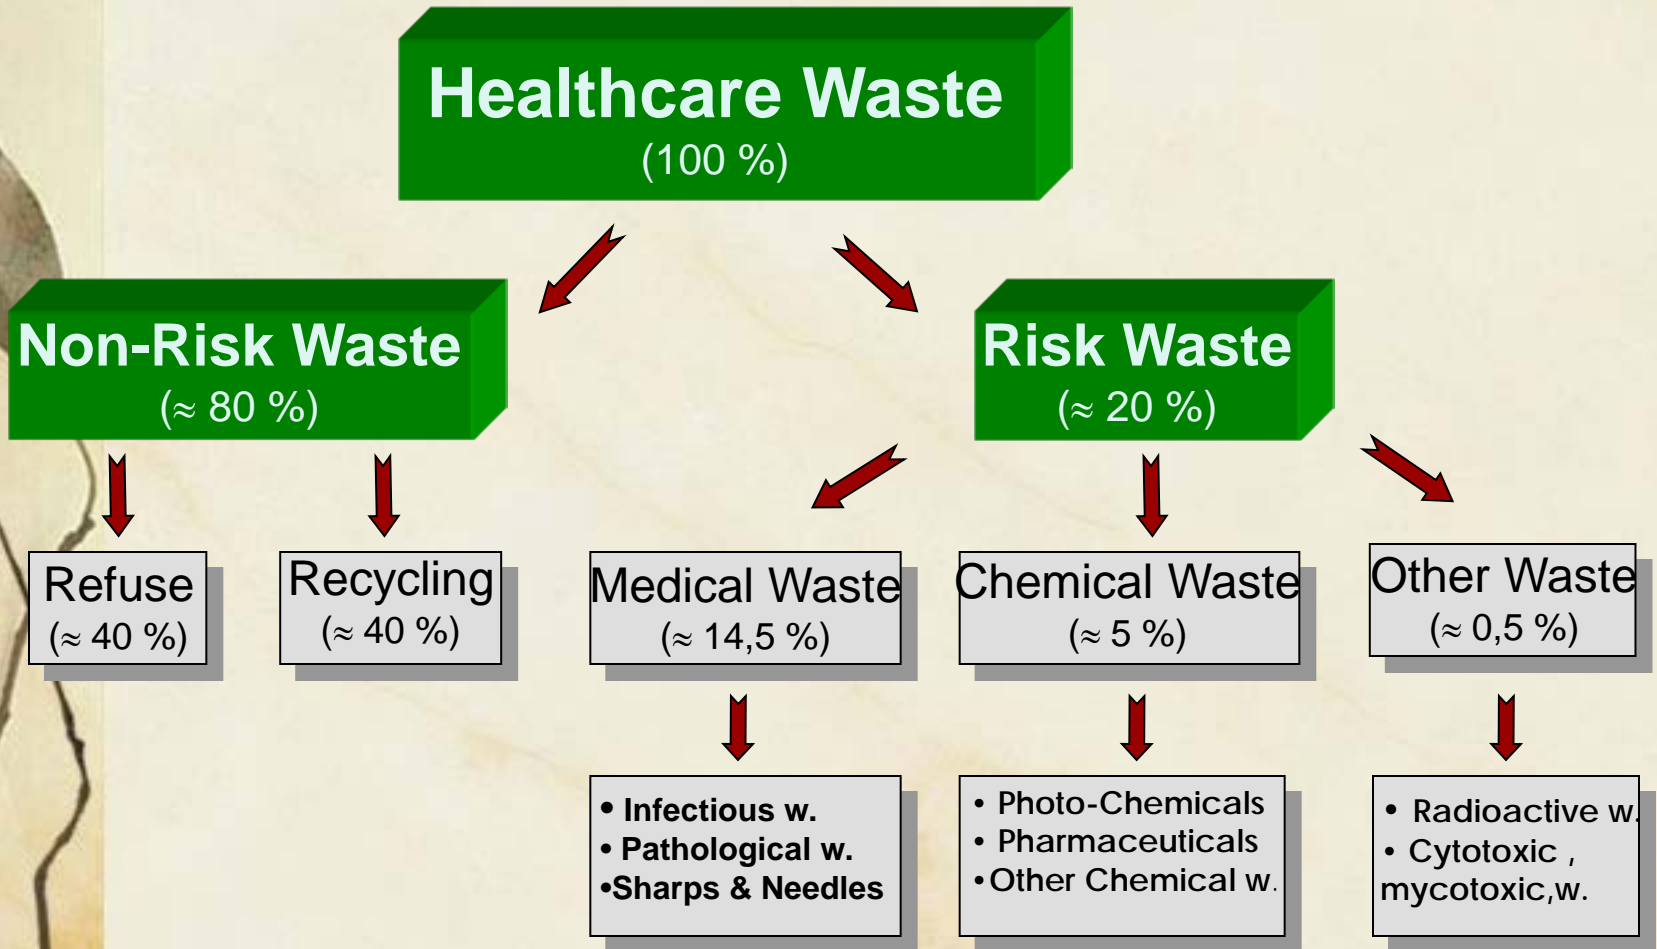 Healthcare Waste
(100 %)
Non-Risk Waste
(≈ 80 %)
Risk Waste
(≈ 20 %)
Refuse
(≈ 40 %)
Recycling
(≈ 40 %)
Medical Waste
(≈ 14,5 %)
Chemical Waste
(≈ 5 %)
Other Waste
(≈ 0,5 %)
• Infectious w.
• Pathological w.
•Sharps & Needles
• Photo-Chemicals
• Pharmaceuticals
•Other Chemical w.
• Radioactive w.
• Cytotoxic ,
mycotoxic,w.